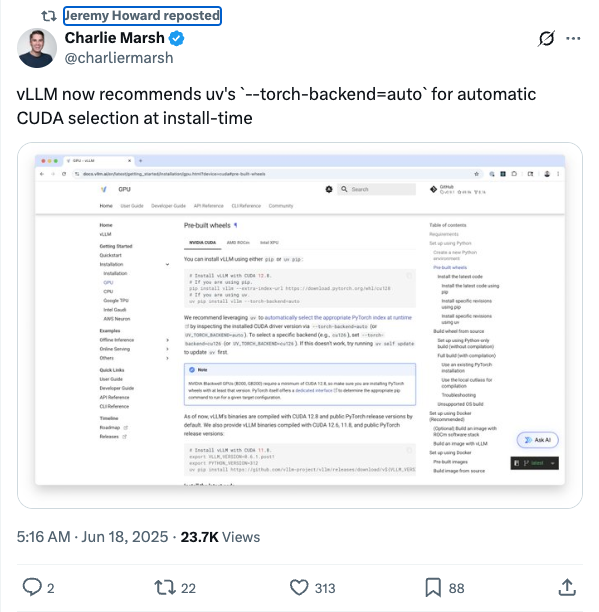 Jeremy Howard reposted
Charlie Marsh
@charliermarsh
vLLM now recommends uv's `--torch-backend=auto` for automatic
CUDA selection at install-time
GPU - vLLM
docs.vllm.ai/en/latest/getting_started/installation/gpu.html?device=cuda#pre-built-wheels
GPU
Search
GitHub
Home User Guide Developer Guide API Reference CLI Reference Community
Home
vLLM
Getting Started
Quickstart
Installation
Installation
GPU
CPU
Google TPU
Intel Gaudi
AWS Neuron
Examples
Offline Inference
Online Serving
Others
Quick Links
User Guide
Developer Guide
API Reference
CLI Reference
Timeline
Roadmap
Releases
Pre-built wheels
NVIDIA CUDA AMD ROCm Intel XPU
You can install vLLM using either pip or uv pip:
# Install vLLM with CUDA 12.8.
# If you are using pip.
pip install vllm --extra-index-url https://download.pytorch.org/whl/cu128
# If you are using uv.
uv pip install vllm --torch-backend=auto
We recommend leveraging uv to automatically select the appropriate PyTorch index at runtime
by inspecting the installed CUDA driver version via --torch-backend=auto (or
UV_TORCH_BACKEND=auto). To select a specific backend (e.g., cu126), set --torch-
backend=cu126 (or UV_TORCH_BACKEND=cu126). If this doesn't work, try running uv self update
to update uv first.
Note
NVIDIA Blackwell GPUs (B200, GB200) require a minimum of CUDA 12.8, so make sure you are installing PyTorch
wheels with at least that version. PyTorch itself offers a dedicated interface to determine the appropriate
pip command to run for a given target configuration.
As of now, vLLM's binaries are compiled with CUDA 12.8 and public PyTorch release versions by
default. We also provide vLLM binaries compiled with CUDA 12.6, 11.8, and public PyTorch
release versions:
# Install vLLM with CUDA 11.8.
export VLLM_VERSION=0.6.1.post1
export PYTHON_VERSION=312
uv pip install https://github.com/vllm-project/vllm/releases/download/v${VLLM_VERS
Table of contents
Requirements
Set up using Python
Create a new Python
environment
Pre-built wheels
Install the latest code
Install the latest code using
pip
Install specific revisions
using pip
Install specific revisions
using uv
Build wheel from source
Set up using Python-only
build (without compilation)
Full build (with compilation)
Use an existing PyTorch
installation
Use the local cutlass for
compilation
Troubleshooting
Unsupported OS build
Set up using Docker
(Recommended)
[Optional] Build an image with
ROCm software stack
Build an image with vLLM
Set up using Docker
Pre-built images
Build image from source
Ask AI
latest
5:16 AM · Jun 18, 2025 · 23.7K Views
2 22 313 88